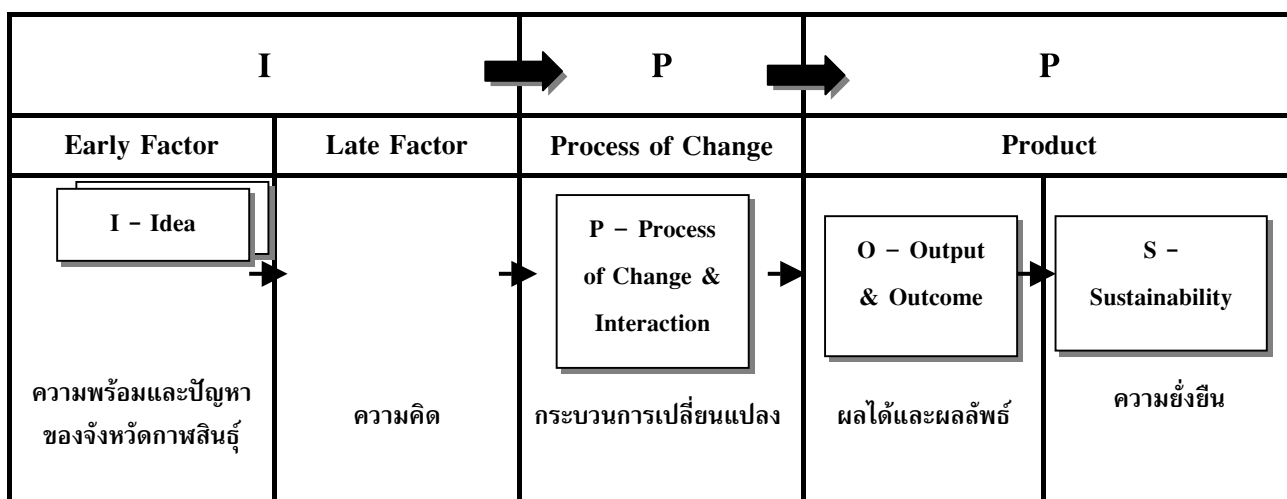 I P P
Early Factor Late Factor Process of Change Product
I – Idea
P – Process
of Change &
Interaction
O – Output
& Outcome
S –
Sustainability
ความพร้อมและปัญหา
ของจังหวัดกาฬสินธุ์
ความคิด
กระบวนการเปลี่ยนแปลง
ผลได้และผลลัพธ์
ความยั่งยืน